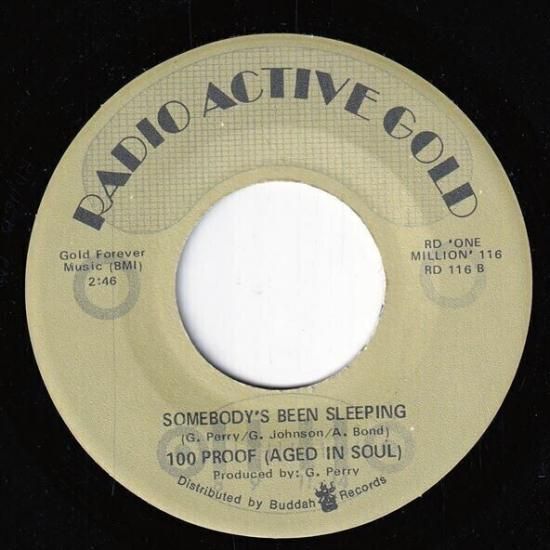 RADIO ACTIVE GOLD
Gold Forever
Music (BMI)
2:46
RD 'ONE
MILLION' 116
RD 116 B
SOMEBODY'S BEEN SLEEPING
(G. Perry/G. Johnson/A. Bond)
100 PROOF (AGED IN SOUL)
Produced by: G. Perry
Distributed by Buddah Records